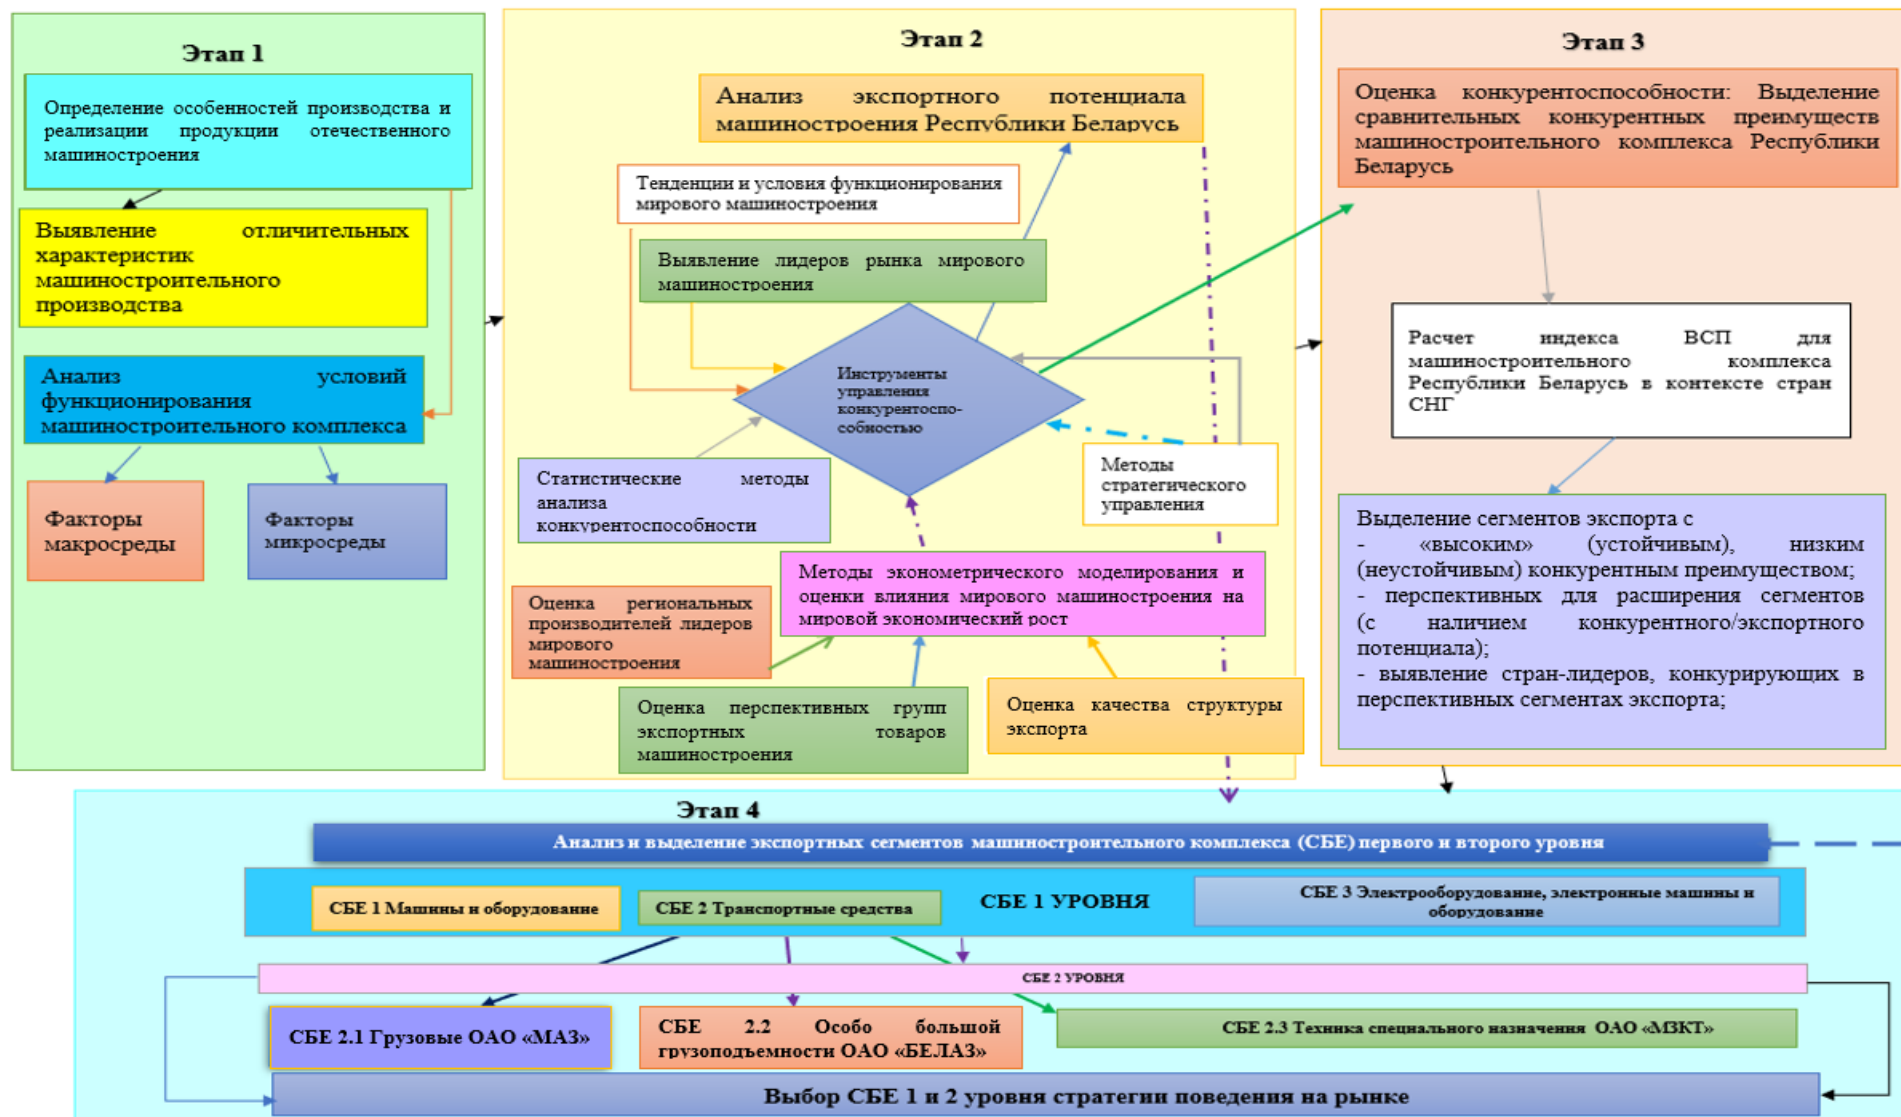 Этап 1
Определение особенностей производства и
реализации продукции отечественного
машиностроения
Выявление отличительных
характеристик
машиностроительного
производства
Анализ условий
функционирования
машиностроительного комплекса
Факторы
макросреды
Факторы
микросреды
Этап 2
Анализ экспортного потенциала
машиностроения Республики Беларусь
Тенденции и условия функционирования
мирового машиностроения
Выявление лидеров рынка мирового
машиностроения
Инструменты
управления
конкурентоспо-
собностью
Статистические методы
анализа
конкурентоспособности
Методы
стратегического
управления
Методы эконометрического моделирования и
оценки влияния мирового машиностроения на
мировой экономический рост
Оценка региональных
производителей лидеров
мирового
машиностроения
Оценка перспективных групп
экспортных товаров
машиностроения
Оценка качества структуры
экспорта
Этап 3
Оценка конкурентоспособности: Выделение
сравнительных конкурентных преимуществ
машиностроительного комплекса Республики
Беларусь
Расчет индекса ВСП для
машиностроительного комплекса
Республики Беларусь в контексте стран
СНГ
Выделение сегментов экспорта с
- «высоким» (устойчивым), низким
(неустойчивым) конкурентным преимуществом;
- перспективных для расширения сегментов
(с наличием конкурентного/экспортного
потенциала);
- выявление стран-лидеров, конкурирующих в
перспективных сегментах экспорта;
Этап 4
Анализ и выделение экспортных сегментов машиностроительного комплекса (СБЕ) первого и второго уровня
СБЕ 1 Машины и оборудование
СБЕ 2 Транспортные средства
СБЕ 1 УРОВНЯ
СБЕ 3 Электрооборудование, электронные машины и
оборудование
СБЕ 2 УРОВНЯ
СБЕ 2.1 Грузовые ОАО «МАЗ»
СБЕ 2.2 Особо большой
грузоподъемности ОАО «БЕЛАЗ»
СБЕ 2.3 Техника специального назначения ОАО «МЗКТ»
Выбор СБЕ 1 и 2 уровня стратегии поведения на рынке